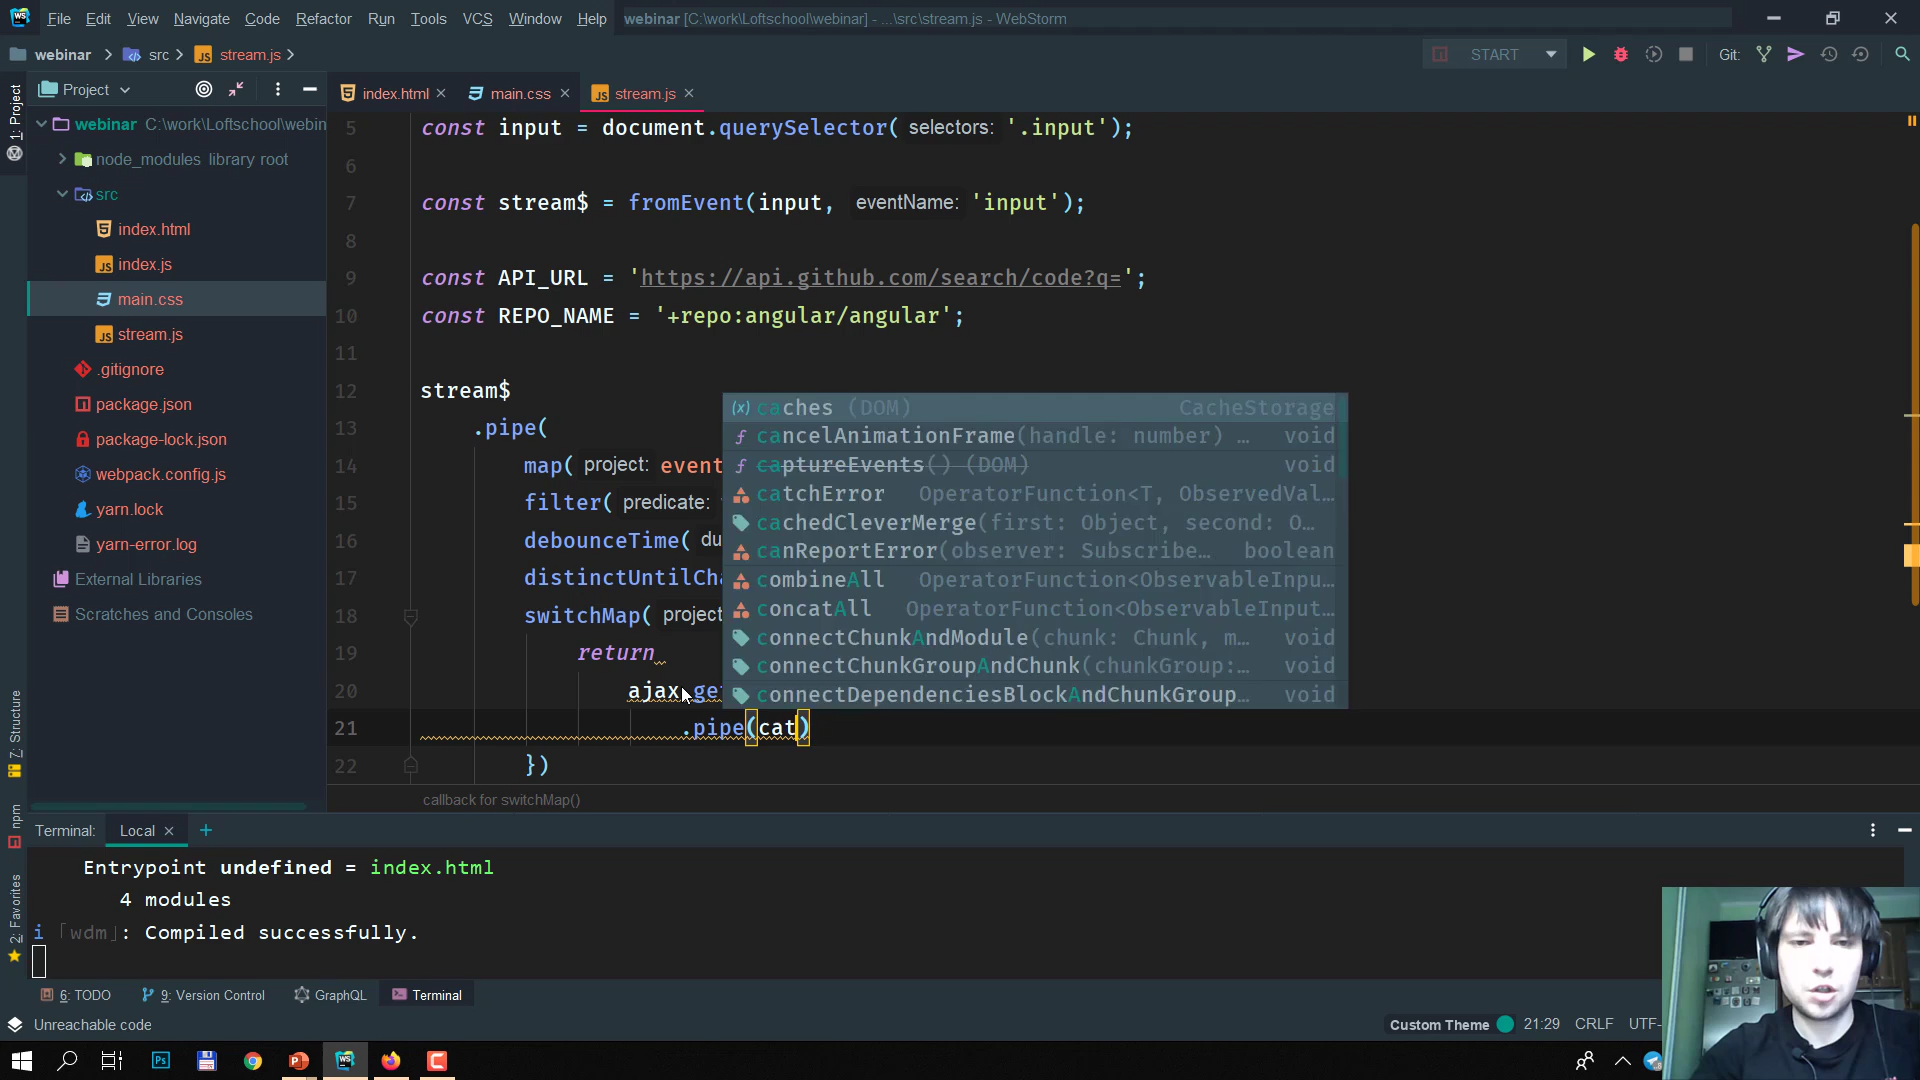 File Edit View Navigate Code Refactor Run Tools VCS Window Help webinar [C:\work\Loftschool\webinar] - ...\src\stream.js - WebStorm
webinar src stream.js START Git:
Project index.html main.css stream.js
1: Project
webinar C:\work\Loftschool\webin
node_modules library root
src
index.html
index.js
main.css
stream.js
.gitignore
package.json
package-lock.json
webpack.config.js
yarn.lock
yarn-error.log
External Libraries
Scratches and Consoles
5 const input = document.querySelector( selectors: '.input');
6
7 const stream$ = fromEvent(input, eventName: 'input');
8
9 const API_URL = 'https://api.github.com/search/code?q=';
10 const REPO_NAME = '+repo:angular/angular';
11
12 stream$
13 .pipe(
14 map( project: event
15 filter( predicate:
16 debounceTime( du
17 distinctUntilCha
18 switchMap( project
19 return
20 ajax.ge
21 .pipe(cat)
22 })
caches (DOM) CacheStorage
cancelAnimationFrame(handle: number) … void
captureEvents() (DOM) void
catchError OperatorFunction<T, ObservedVal…
cachedCleverMerge(first: Object, second: O…
canReportError(observer: Subscribe… boolean
combineAll OperatorFunction<ObservableInpu…
concatAll OperatorFunction<ObservableInput…
connectChunkAndModule(chunk: Chunk, m… void
connectChunkGroupAndChunk(chunkGroup:… void
connectDependenciesBlockAndChunkGroup… void
callback for switchMap()
7: Structure
npm
2: Favorites
Terminal: Local
Entrypoint undefined = index.html
4 modules
i 「wdm」: Compiled successfully.
6: TODO 9: Version Control GraphQL Terminal
Unreachable code Custom Theme 21:29 CRLF UTF-